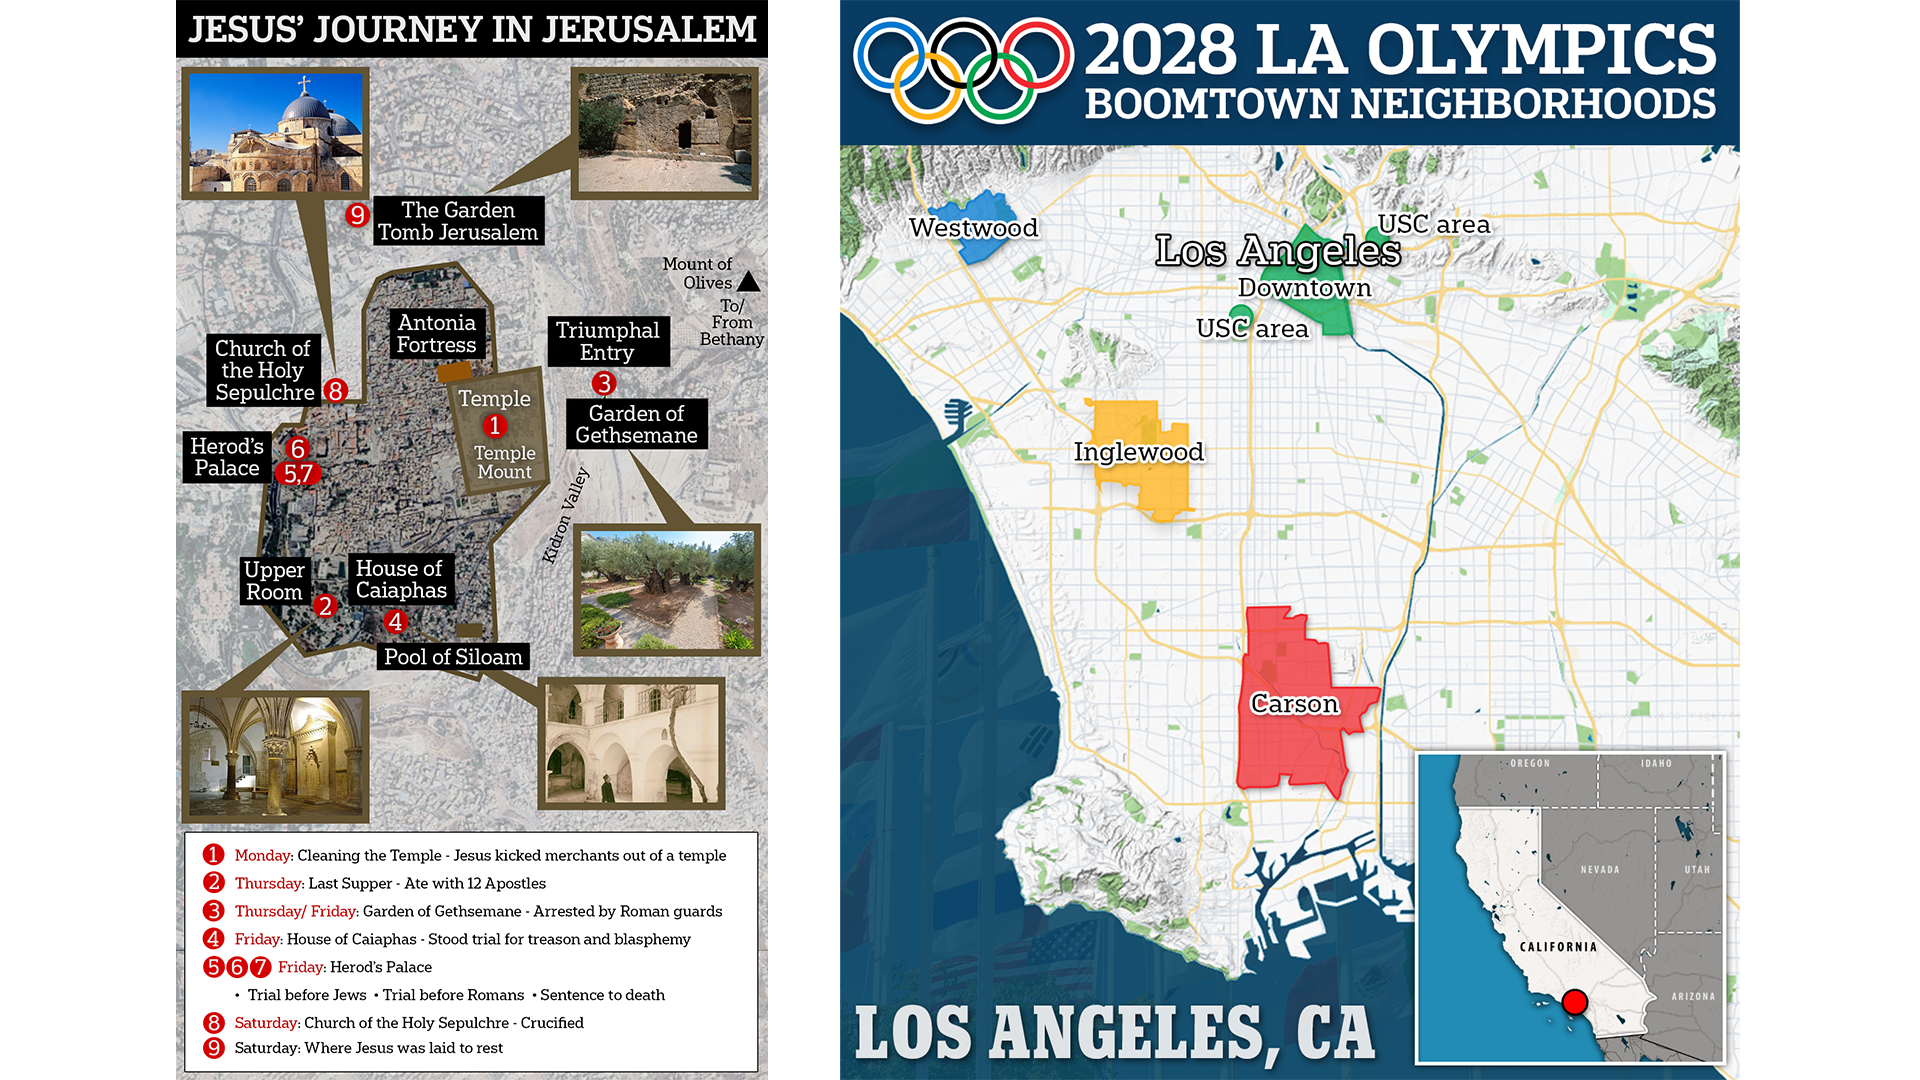 JESUS' JOURNEY IN JERUSALEM
9
The Garden
Tomb Jerusalem
Mount of
Olives
To/
From
Bethany
Antonia
Fortress
Triumphal
Entry
3
Church of
the Holy
Sepulchre
8
Temple
1
Temple
Mount
Garden of
Gethsemane
Herod's
Palace
6
5,7
Kidron Valley
Upper
Room
2
House of
Caiaphas
4
Pool of Siloam
1 Monday: Cleaning the Temple - Jesus kicked merchants out of a temple
2 Thursday: Last Supper - Ate with 12 Apostles
3 Thursday/ Friday: Garden of Gethsemane - Arrested by Roman guards
4 Friday: House of Caiaphas - Stood trial for treason and blasphemy
5 6 7 Friday: Herod's Palace
• Trial before Jews • Trial before Romans • Sentence to death
8 Saturday: Church of the Holy Sepulchre - Crucified
9 Saturday: Where Jesus was laid to rest
2028 LA OLYMPICS
BOOMTOWN NEIGHBORHOODS
Westwood
USC area
Los Angeles
Downtown
USC area
Inglewood
Carson
OREGON
IDAHO
NEVADA
UTAH
CALIFORNIA
ARIZONA
LOS ANGELES, CA